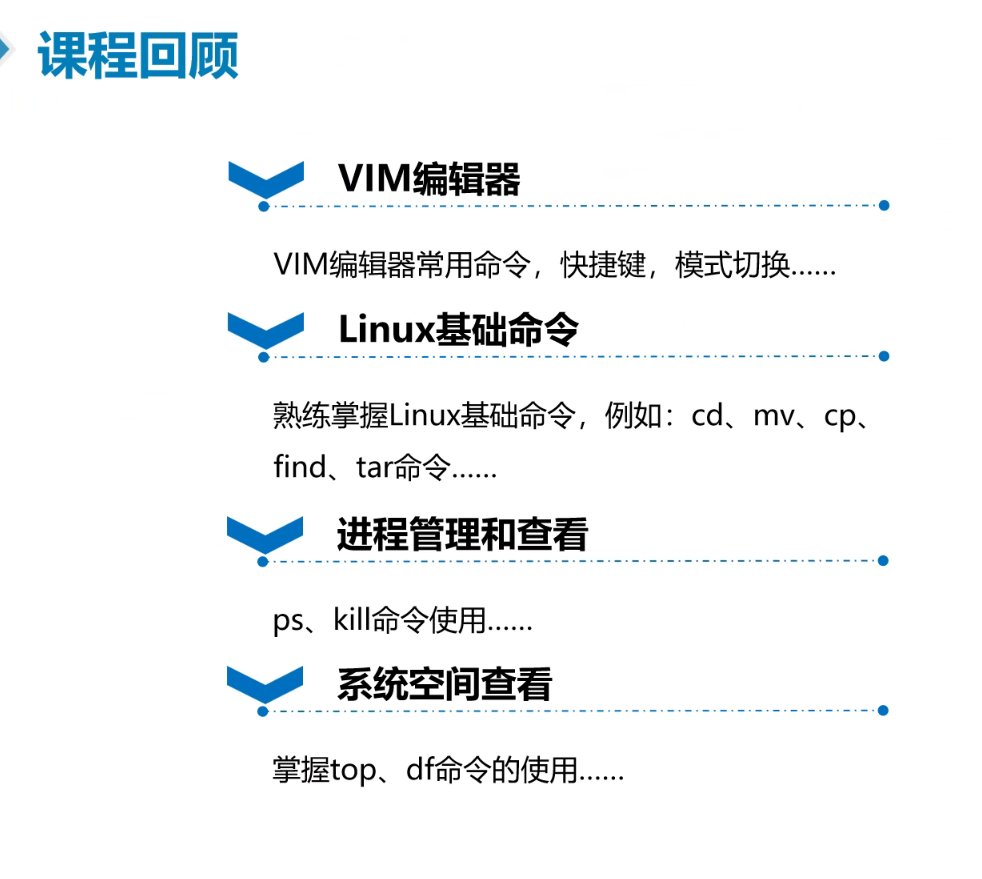 课程回顾
VIM编辑器
VIM编辑器常用命令，快捷键，模式切换......
Linux基础命令
熟练掌握Linux基础命令，例如：cd、mv、cp、
find、tar命令......
进程管理和查看
ps、kill命令使用......
系统空间查看
掌握top、df命令的使用......